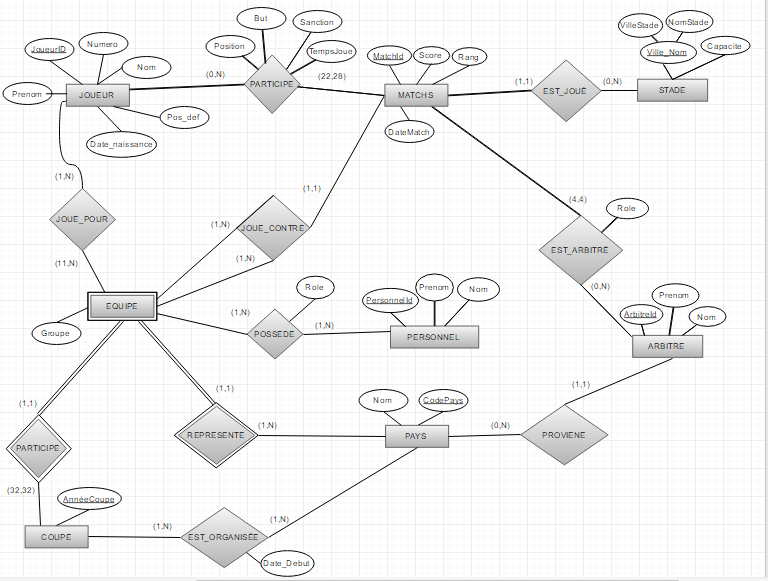 But
Sanction
Position
TempsJoue
JoueurID
Numero
Nom
Prenom
JOUEUR
Pos_def
Date_naissance
(0,N)
PARTICIPE
(22,28)
MatchId
Score
Rang
MATCHS
DateMatch
(1,1)
EST_JOUÉ
(0,N)
VilleStade
NomStade
Ville_Nom
Capacite
STADE
(1,N)
JOUE_POUR
(11,N)
(1,1)
(1,N)
JOUE_CONTRE
(1,N)
(4,4)
Role
EST_ARBITRÉ
(0,N)
EQUIPE
Groupe
(1,N)
Role
POSSEDE
(1,N)
PersonnelId
Prenom
Nom
PERSONNEL
ArbitreId
Prenom
Nom
ARBITRE
(1,1)
(1,1)
(1,1)
PARTICIPE
(32,32)
REPRESENTE
(1,N)
Nom
CodePays
PAYS
(0,N)
PROVIENE
AnnéeCoupe
COUPE
(1,N)
EST_ORGANISÉE
(1,N)
Date_Debut